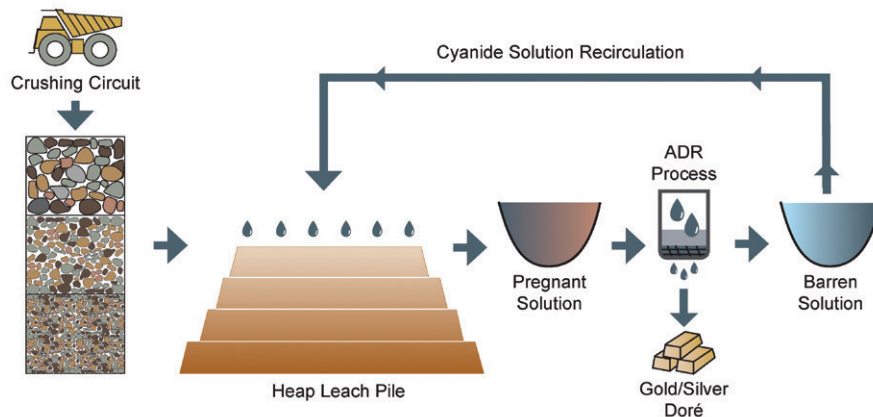 Crushing Circuit
Cyanide Solution Recirculation
ADR
Process
Pregnant
Solution
Barren
Solution
Heap Leach Pile
Gold/Silver
Doré